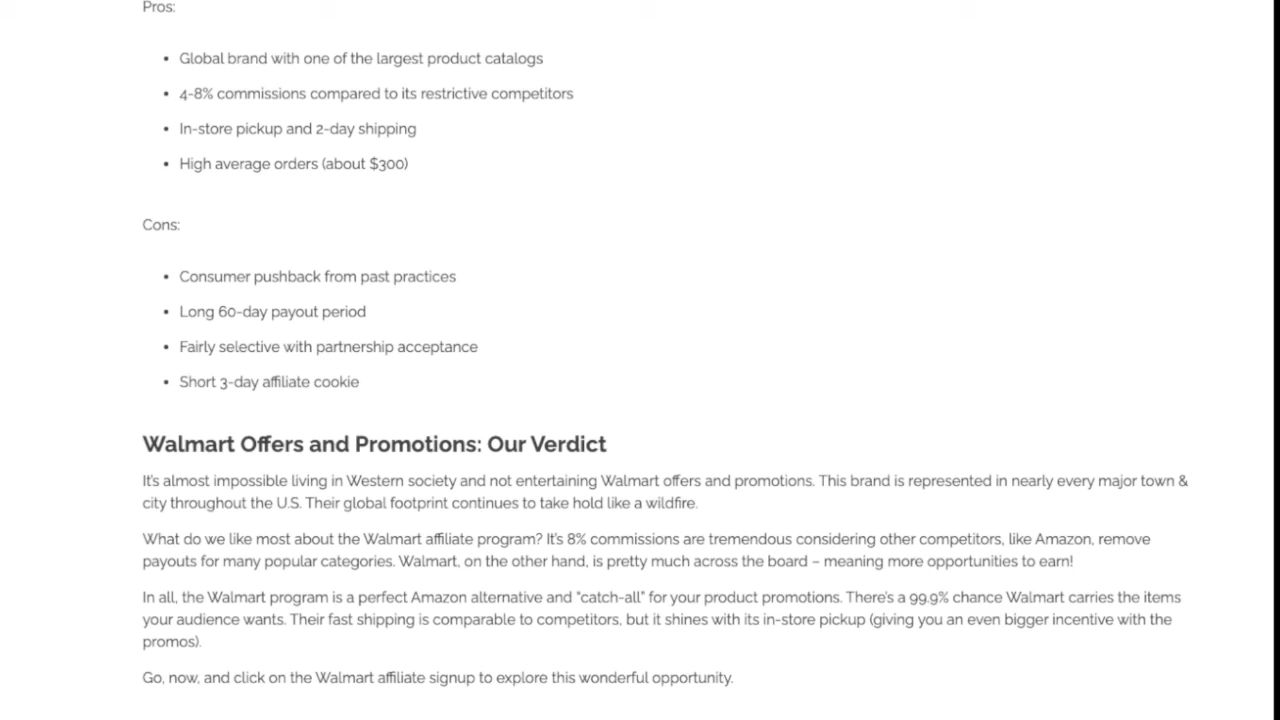 Pros:
• Global brand with one of the largest product catalogs
• 4-8% commissions compared to its restrictive competitors
• In-store pickup and 2-day shipping
• High average orders (about $300)
Cons:
• Consumer pushback from past practices
• Long 60-day payout period
• Fairly selective with partnership acceptance
• Short 3-day affiliate cookie
Walmart Offers and Promotions: Our Verdict
It's almost impossible living in Western society and not entertaining Walmart offers and promotions. This brand is represented in nearly every major town &
city throughout the U.S. Their global footprint continues to take hold like a wildfire.
What do we like most about the Walmart affiliate program? It's 8% commissions are tremendous considering other competitors, like Amazon, remove
payouts for many popular categories. Walmart, on the other hand, is pretty much across the board – meaning more opportunities to earn!
In all, the Walmart program is a perfect Amazon alternative and "catch-all" for your product promotions. There's a 99.9% chance Walmart carries the items
your audience wants. Their fast shipping is comparable to competitors, but it shines with its in-store pickup (giving you an even bigger incentive with the
promos).
Go, now, and click on the Walmart affiliate signup to explore this wonderful opportunity.